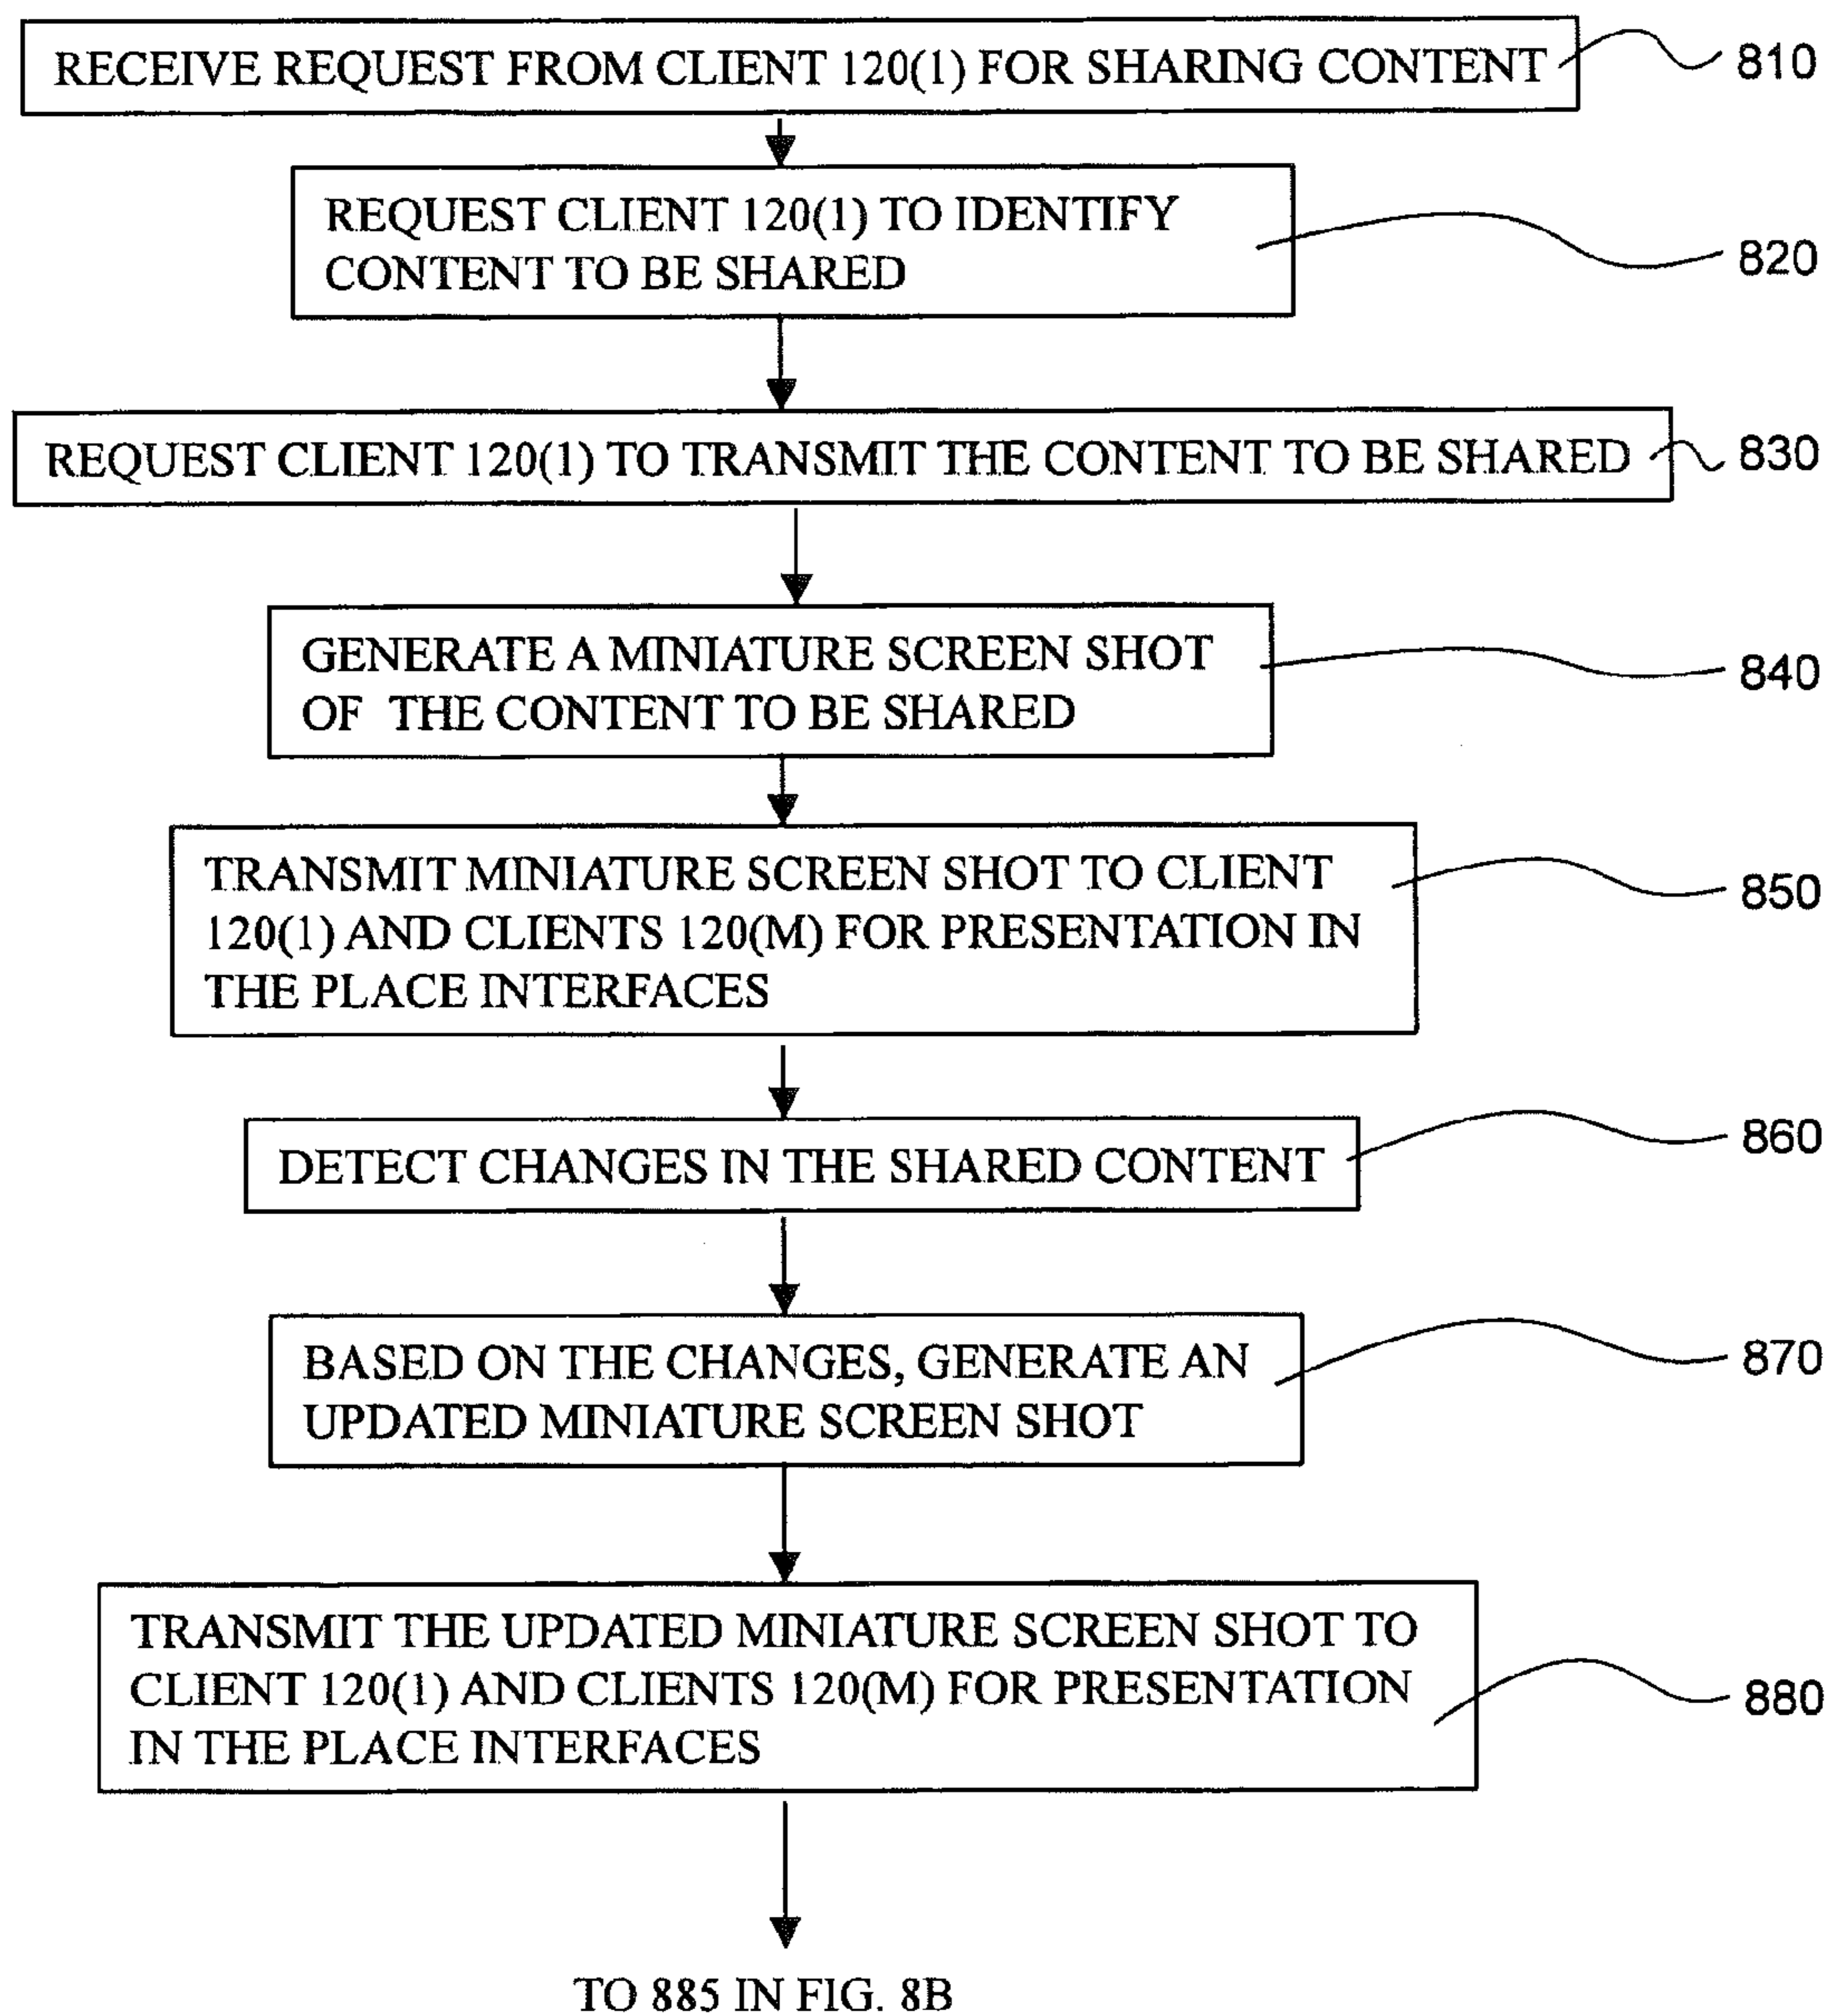 RECEIVE REQUEST FROM CLIENT 120(1) FOR SHARING CONTENT
810
REQUEST CLIENT 120(1) TO IDENTIFY
CONTENT TO BE SHARED
820
REQUEST CLIENT 120(1) TO TRANSMIT THE CONTENT TO BE SHARED
830
GENERATE A MINIATURE SCREEN SHOT
OF THE CONTENT TO BE SHARED
840
TRANSMIT MINIATURE SCREEN SHOT TO CLIENT
120(1) AND CLIENTS 120(M) FOR PRESENTATION IN
THE PLACE INTERFACES
850
DETECT CHANGES IN THE SHARED CONTENT
860
BASED ON THE CHANGES, GENERATE AN
UPDATED MINIATURE SCREEN SHOT
870
TRANSMIT THE UPDATED MINIATURE SCREEN SHOT TO
CLIENT 120(1) AND CLIENTS 120(M) FOR PRESENTATION
IN THE PLACE INTERFACES
880
TO 885 IN FIG. 8B